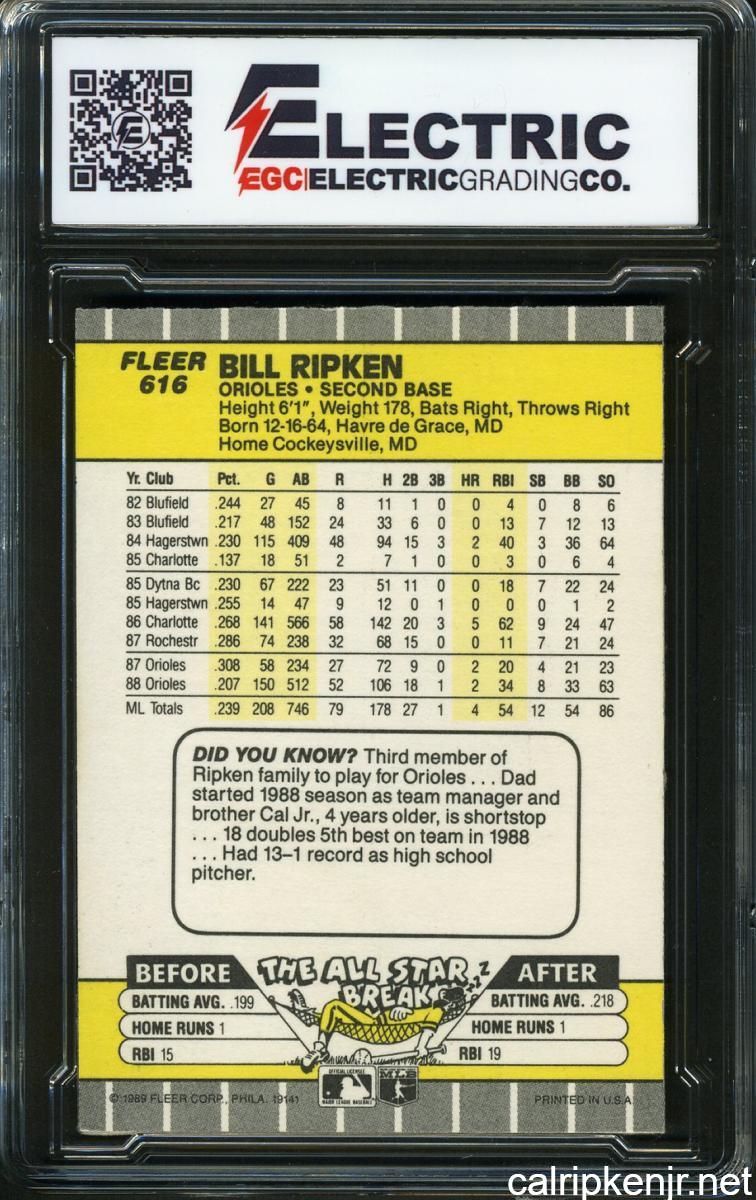 ELECTRIC
EGC|ELECTRICGRADINGCO.
FLEER
616
BILL RIPKEN
ORIOLES • SECOND BASE
Height 6'1", Weight 178, Bats Right, Throws Right
Born 12-16-64, Havre de Grace, MD
Home Cockeysville, MD
Yr. Club Pct. G AB R H 2B 3B HR RBI SB BB SO
82 Blufield .244 27 45 8 11 1 0 0 4 0 8 6
83 Blufield .217 48 152 24 33 6 0 0 13 7 12 13
84 Hagerstwn .230 115 409 48 94 15 3 2 40 3 36 64
85 Charlotte .137 18 51 2 7 1 0 0 3 0 6 4
85 Dytna Bc .230 67 222 23 51 11 0 0 18 7 22 24
85 Hagerstwn .255 14 47 9 12 0 1 0 0 0 1 2
86 Charlotte .268 141 566 58 142 20 3 5 62 9 24 47
87 Rochestr .286 74 238 32 68 15 0 0 11 7 21 24
87 Orioles .308 58 234 27 72 9 0 2 20 4 21 23
88 Orioles .207 150 512 52 106 18 1 2 34 8 33 63
ML Totals .239 208 746 79 178 27 1 4 54 12 54 86
DID YOU KNOW? Third member of
Ripken family to play for Orioles . . . Dad
started 1988 season as team manager and
brother Cal Jr., 4 years older, is shortstop
. . . 18 doubles 5th best on team in 1988
. . . Had 13–1 record as high school
pitcher.
BEFORE THE ALL STAR BREAK ZZZZ AFTER
BATTING AVG. .199 BATTING AVG. .218
HOME RUNS 1 HOME RUNS 1
RBI 15 RBI 19
OFFICIAL LICENSEE
MAJOR LEAGUE BASEBALL
© 1989 FLEER CORP., PHILA. 19141 PRINTED IN U.S.A.
calripkenjr.net